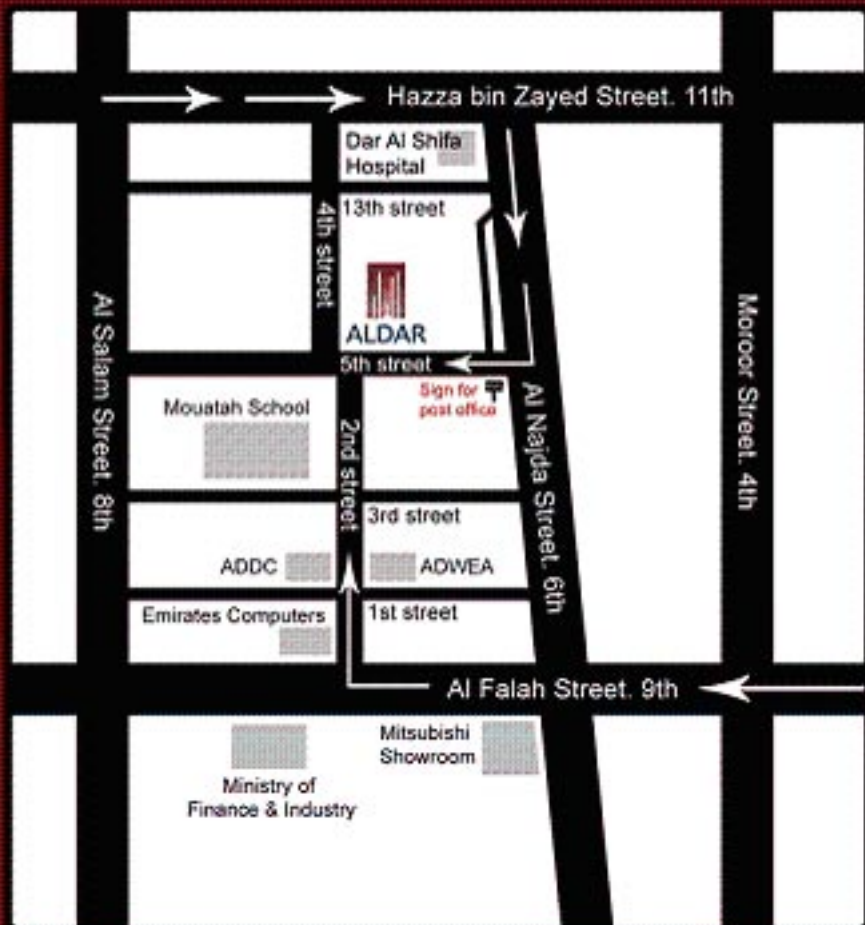 Hazza bin Zayed Street. 11th
Dar Al Shifa
Hospital
13th street
4th street
ALDAR
5th street
Al Salam Street. 8th
Moroor Street. 4th
Sign for
post office
Al Najda Street. 6th
Mouatah School
2nd street
3rd street
ADDC
ADWEA
Emirates Computers
1st street
Al Falah Street. 9th
Mitsubishi
Showroom
Ministry of
Finance & Industry